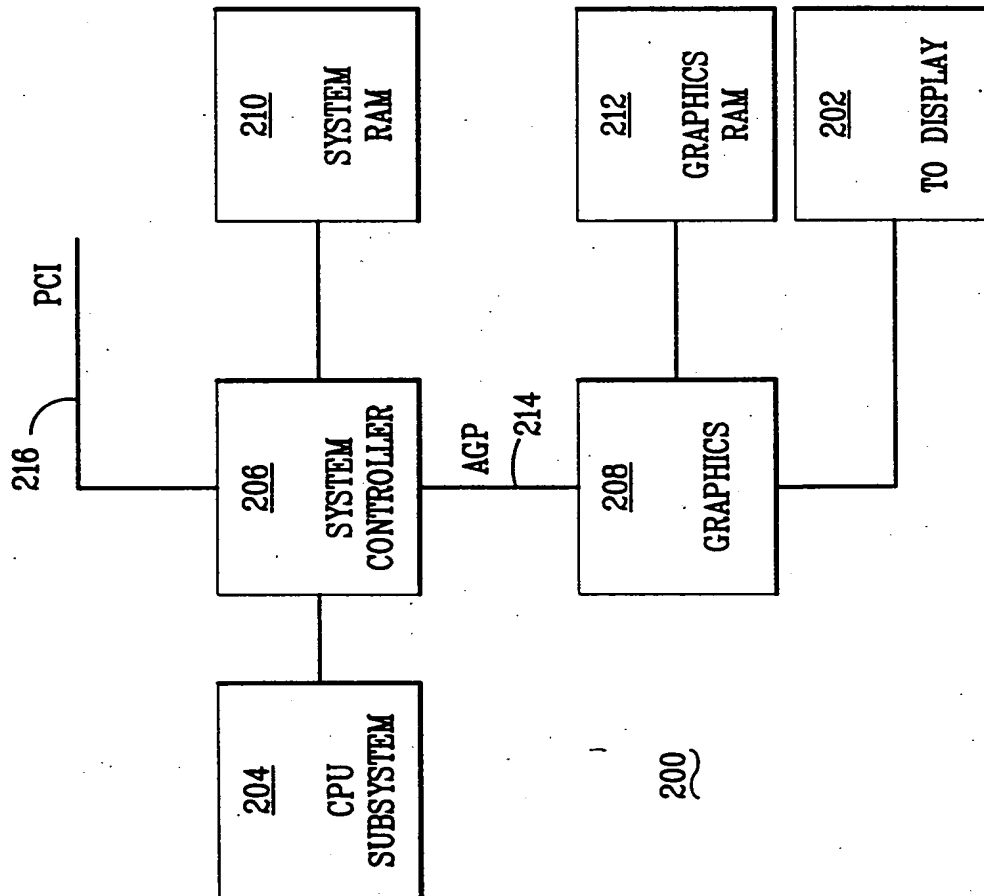 216
PCI
210
SYSTEM
RAM
206
SYSTEM
CONTROLLER
204
CPU
SUBSYSTEM
AGP
214
212
GRAPHICS
RAM
208
GRAPHICS
202
TO DISPLAY
200